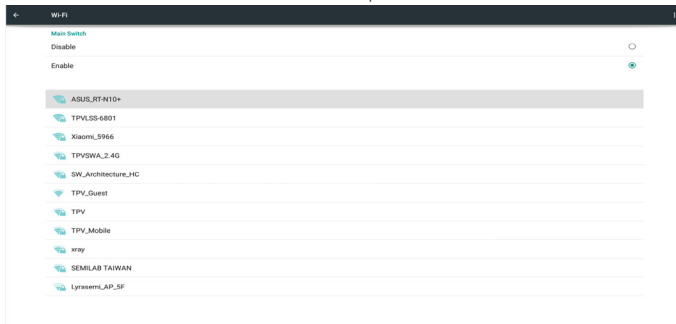 Wi-Fi
Main Switch
Disable
Enable
ASUS_RT-N10+
TPVLSS-6801
Xiaomi_5966
TPVSWA_2.4G
SW_Architecture_HC
TPV_Guest
TPV
TPV_Mobile
xray
SEMILAB TAIWAN
Lyrasemi_AP_5F